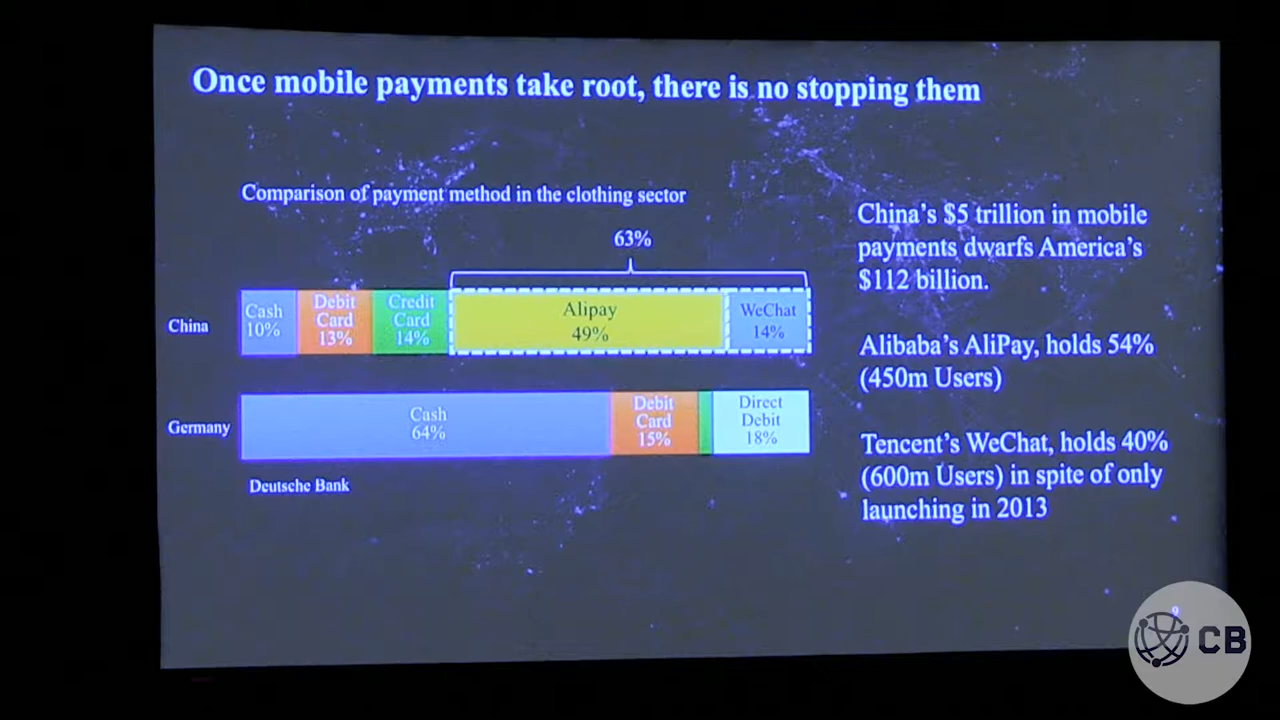 Once mobile payments take root, there is no stopping them
Comparison of payment method in the clothing sector
63%
China
Cash
10%
Debit
Card
13%
Credit
Card
14%
Alipay
49%
WeChat
14%
Germany
Cash
64%
Debit
Card
15%
Direct
Debit
18%
Deutsche Bank
China's $5 trillion in mobile
payments dwarfs America's
$112 billion.
Alibaba's AliPay, holds 54%
(450m Users)
Tencent's WeChat, holds 40%
(600m Users) in spite of only
launching in 2013
9
CB